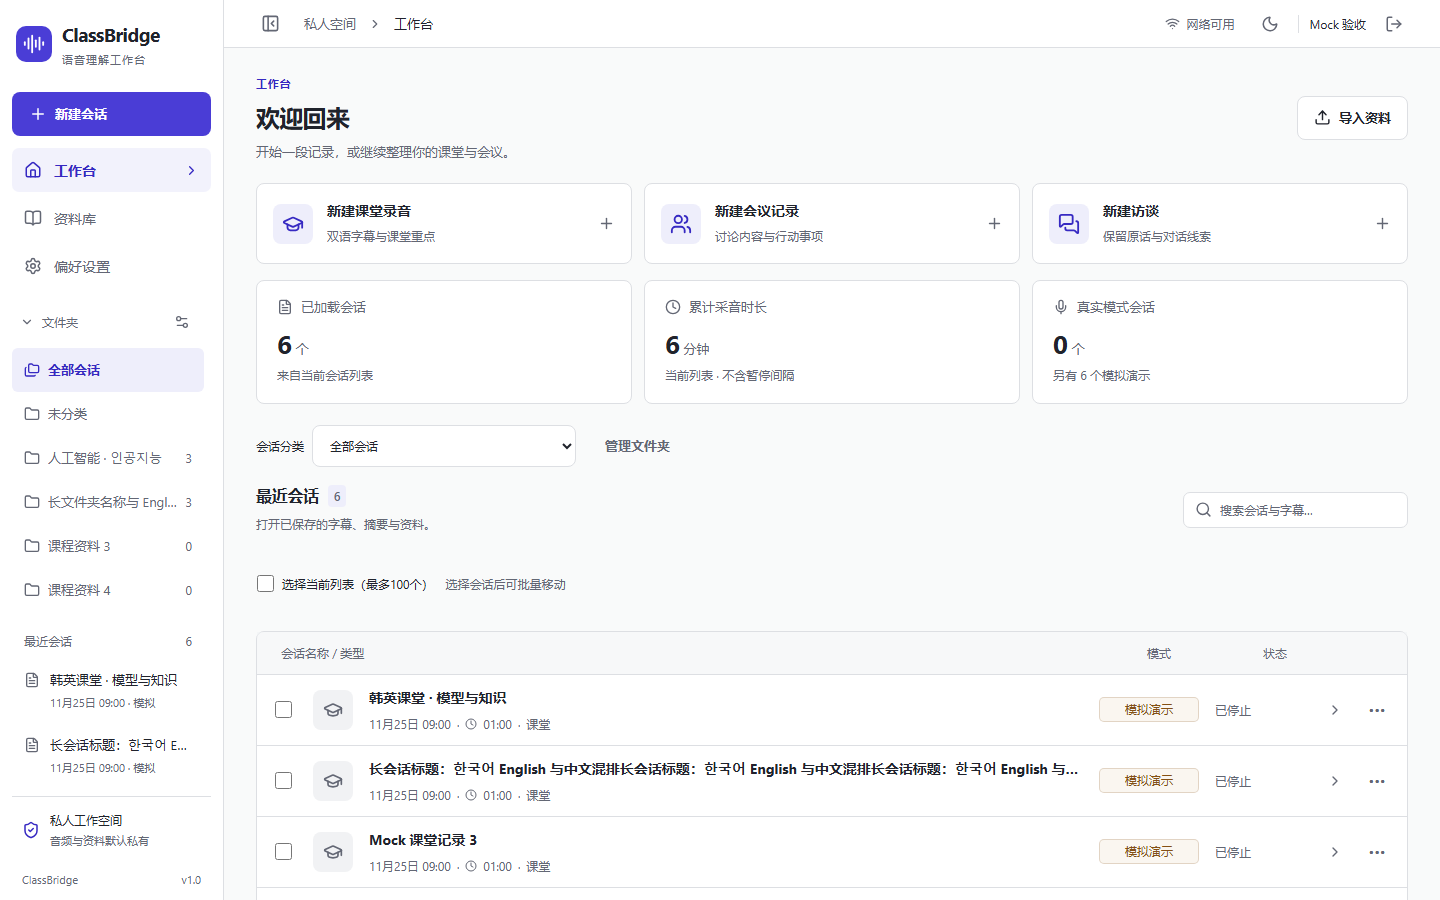 ClassBridge
语音理解工作台
新建会话
工作台
资料库
偏好设置
文件夹
全部会话
未分类
人工智能 · 인공지능 3
长文件夹名称与 Engl... 3
课程资料 3 0
课程资料 4 0
最近会话 6
韩英课堂 · 模型与知识
11月25日 09:00 · 模拟
长会话标题：한국어 E...
11月25日 09:00 · 模拟
私人工作空间
音频与资料默认私有
ClassBridge v1.0
私人空间 工作台
网络可用 Mock 验收
工作台
欢迎回来
开始一段记录，或继续整理你的课堂与会议。
导入资料
新建课堂录音
双语字幕与课堂重点
新建会议记录
讨论内容与行动事项
新建访谈
保留原话与对话线索
已加载会话
6 个
来自当前会话列表
累计采音时长
6 分钟
当前列表 · 不含暂停间隔
真实模式会话
0 个
另有 6 个模拟演示
会话分类 全部会话 管理文件夹
最近会话 6
打开已保存的字幕、摘要与资料。
搜索会话与字幕...
选择当前列表（最多100个） 选择会话后可批量移动
会话名称 / 类型 模式 状态
韩英课堂 · 模型与知识
11月25日 09:00 · 01:00 · 课堂
模拟演示 已停止
长会话标题：한국어 English 与中文混排长会话标题：한국어 English 与中文混排长会话标题：한국어 English 与...
11月25日 09:00 · 01:00 · 课堂
模拟演示 已停止
Mock 课堂记录 3
11月25日 09:00 · 01:00 · 课堂
模拟演示 已停止